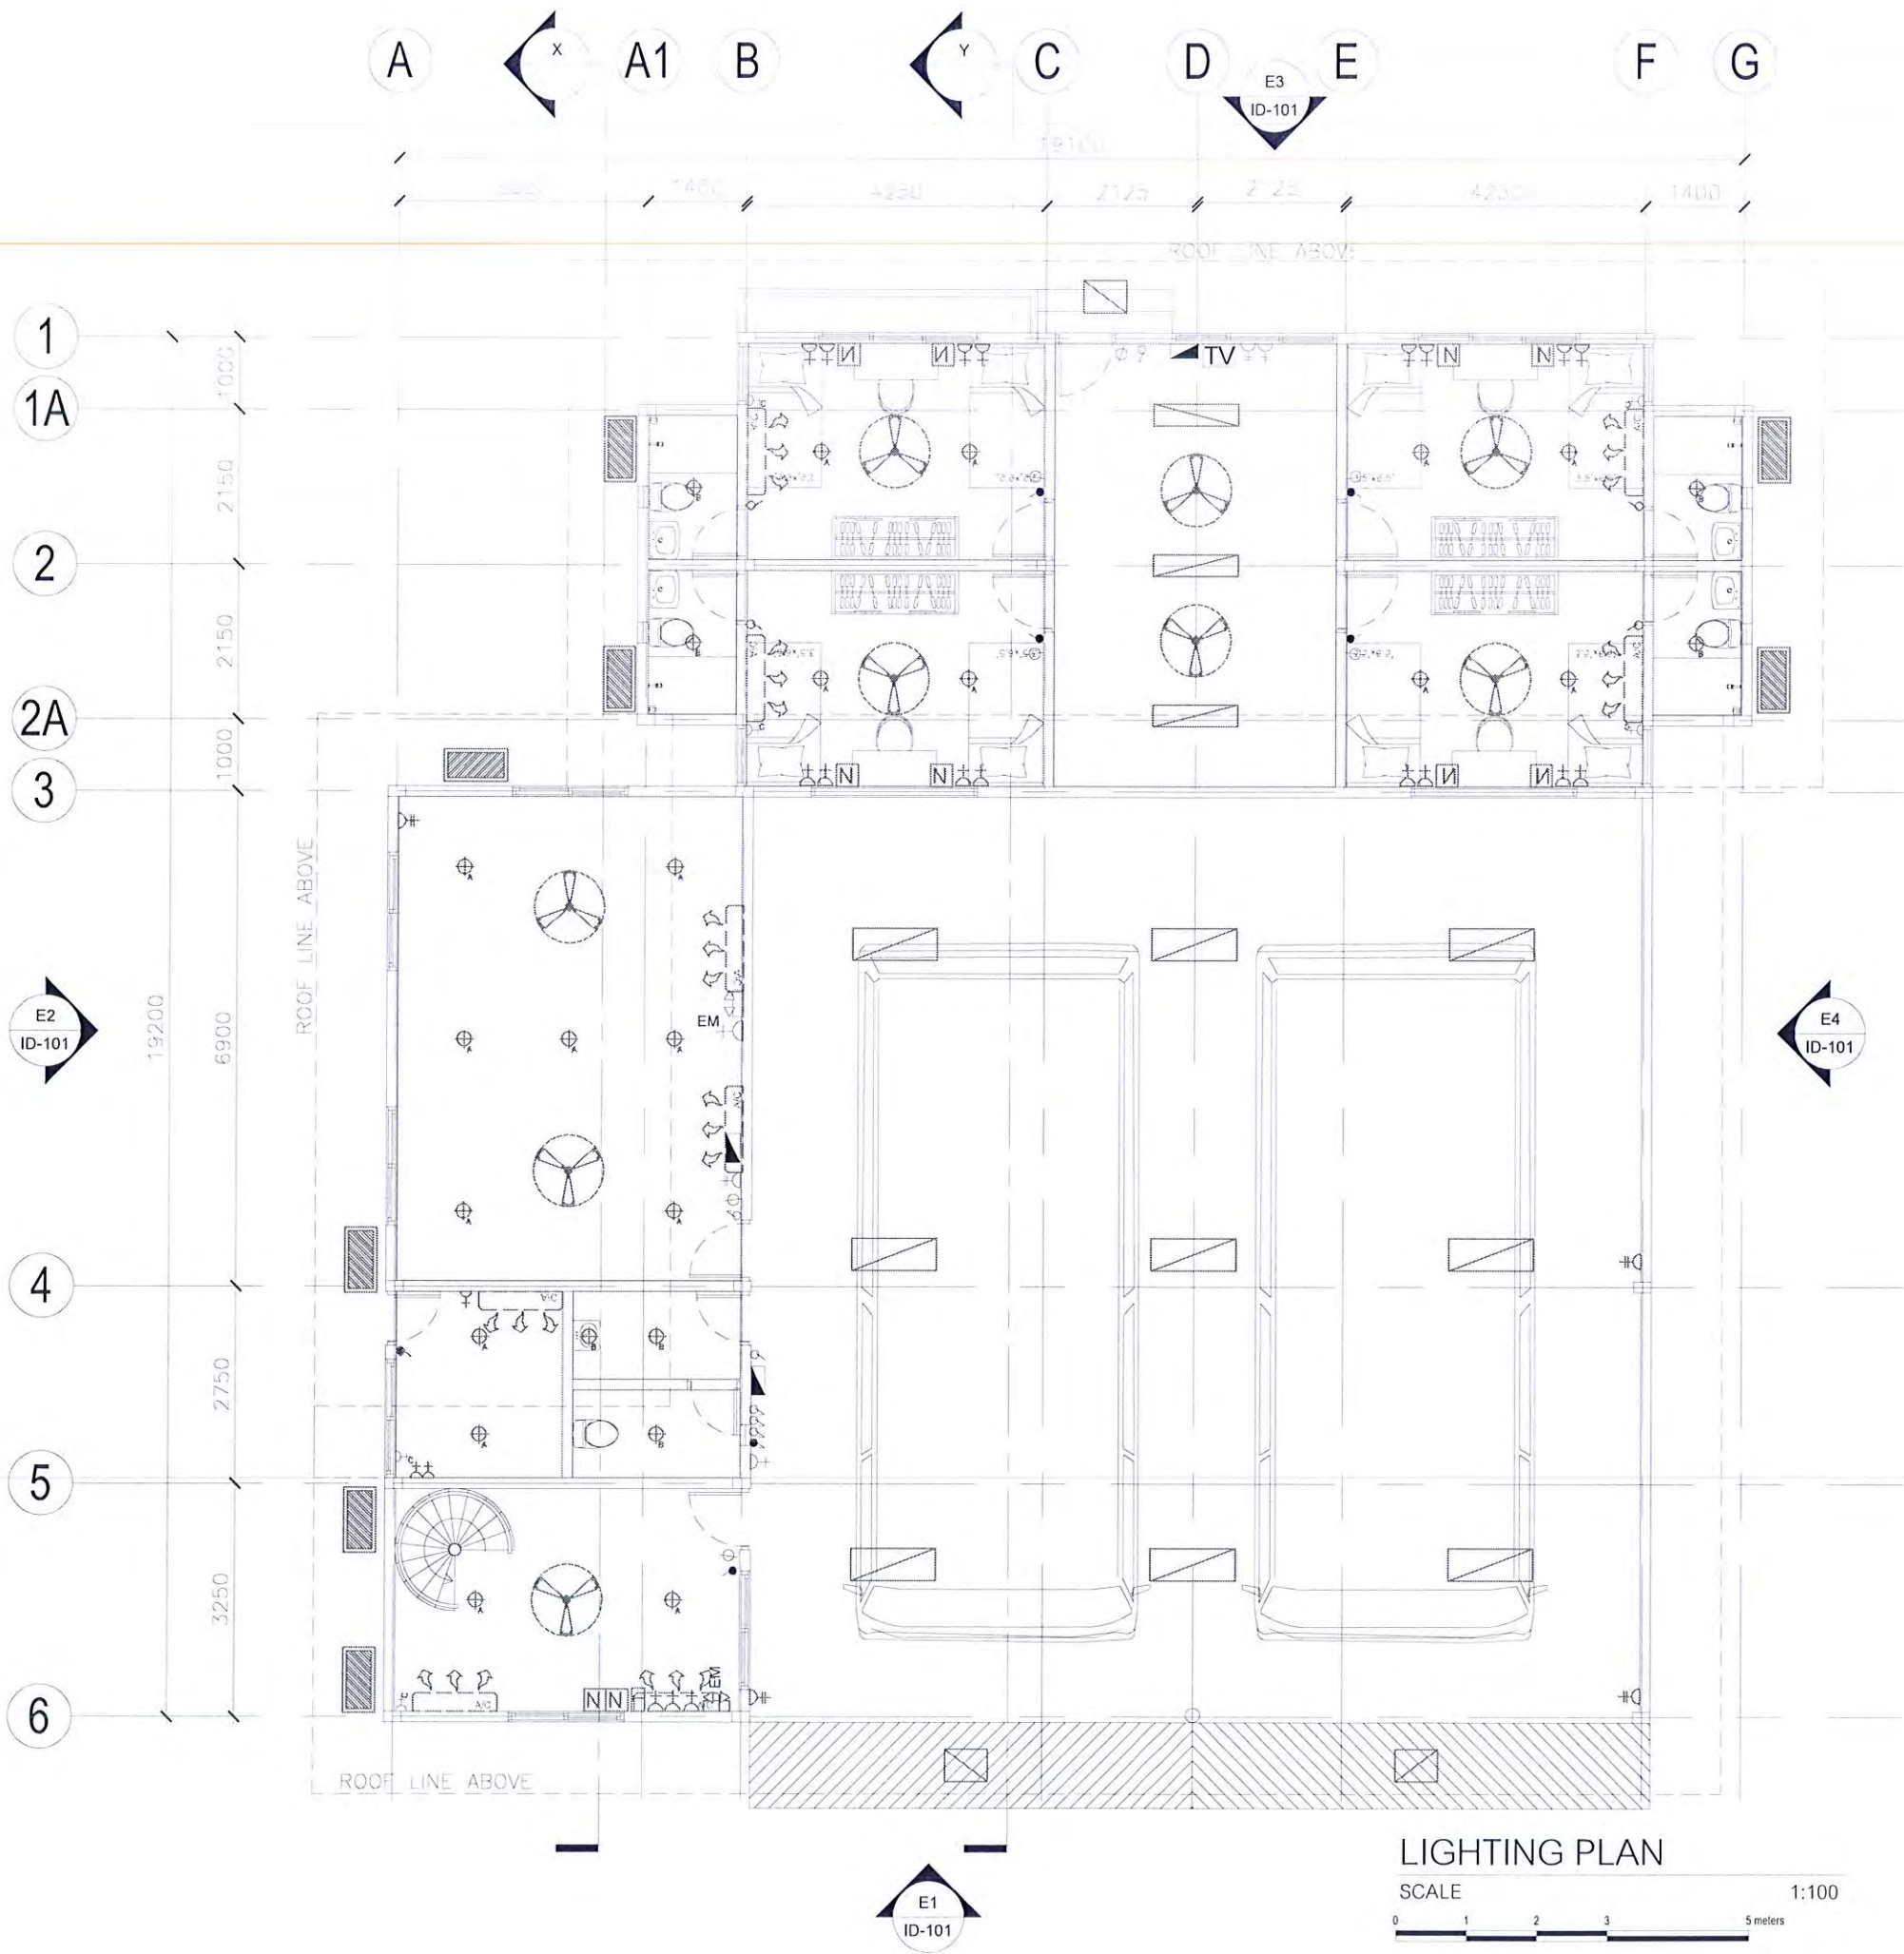 A
X
A1
B
Y
C
D
E
F
G
E3
ID-101
19100
1400
4250
2125
2125
4250
1400
ROOF LINE ABOVE
1
1A
2
2A
3
4
5
6
1000
2150
2150
1000
6900
2750
3250
19200
N N TV N N
A A A A
B B
B B
A A A A
N N N N
ROOF LINE ABOVE
A A
E2
ID-101
EM
A A A
A/C
E4
ID-101
A A
A/C
A B B
A B
A A
A/C
N N
EM
ROOF LINE ABOVE
E1
ID-101
LIGHTING PLAN
SCALE 1:100
0 1 2 3 5 meters